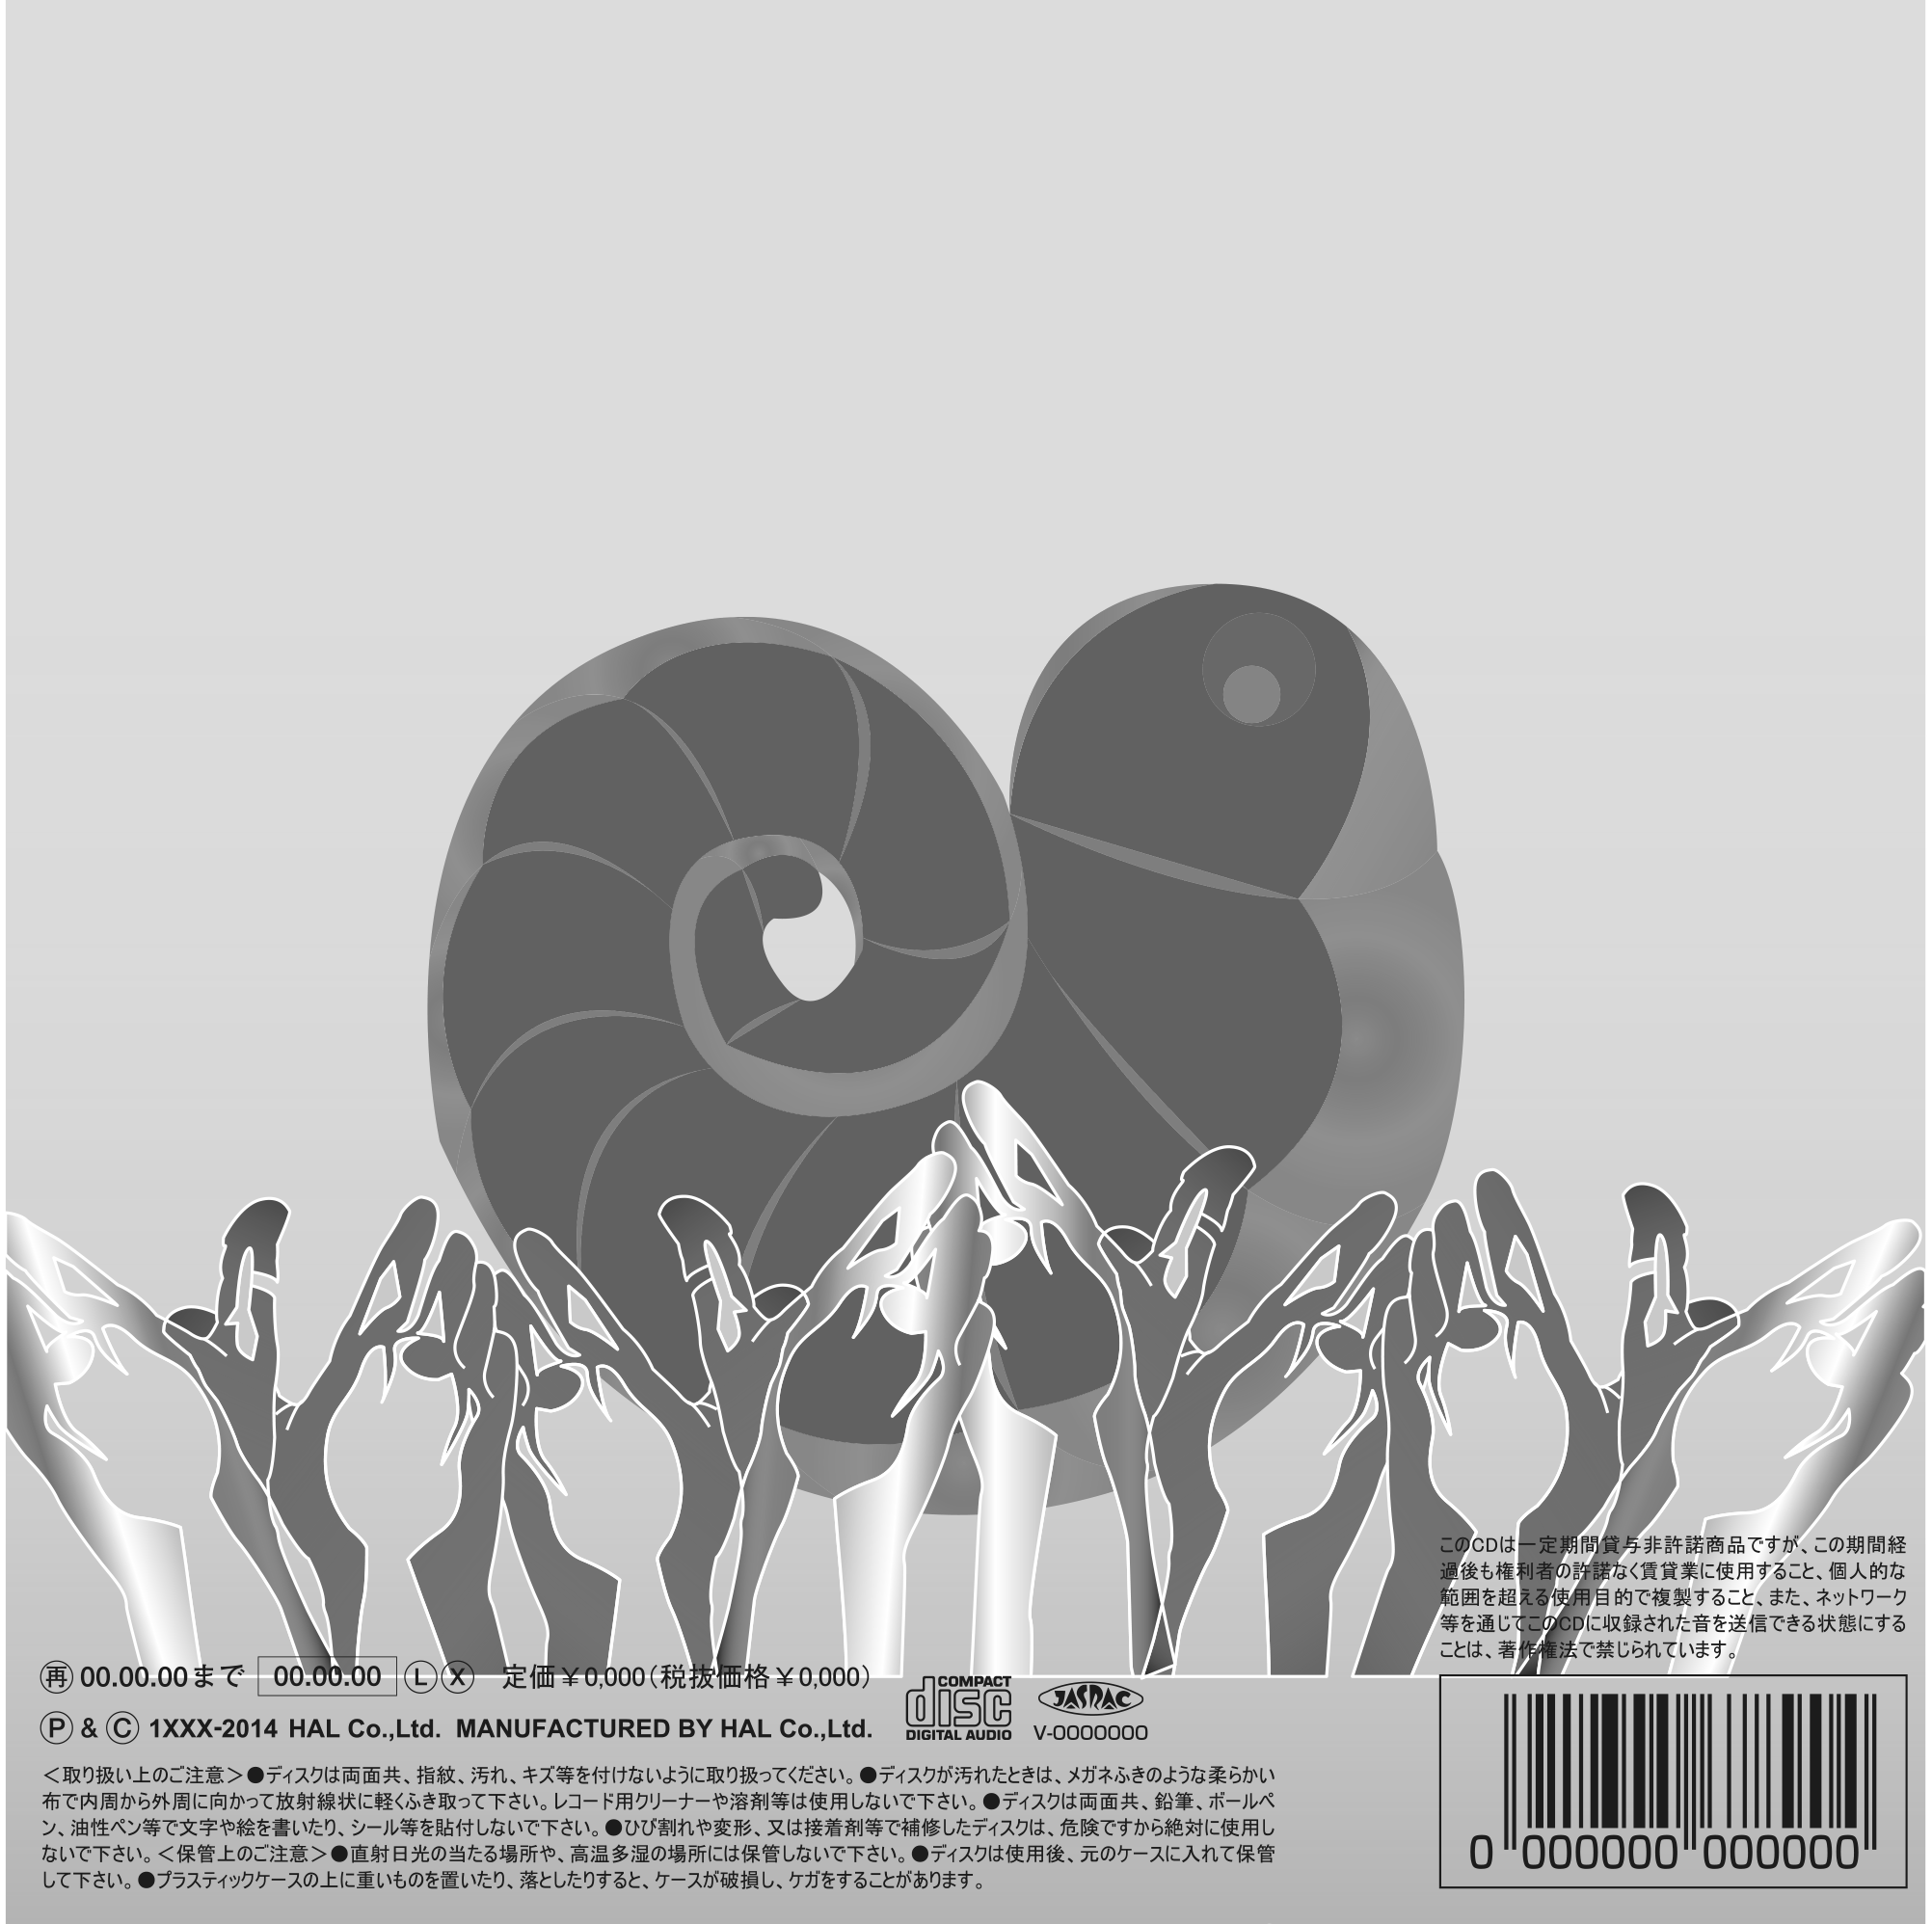 このCDは一定期間貸与非許諾商品ですが、この期間経
過後も権利者の許諾なく賃貸業に使用すること、個人的な
範囲を超える使用目的で複製すること、また、ネットワーク
等を通じてこのCDに収録された音を送信できる状態にする
ことは、著作権法で禁じられています。
再 00.00.00まで 00.00.00 L X 定価￥0,000(税抜価格￥0,000)
P & C 1XXX-2014 HAL Co.,Ltd. MANUFACTURED BY HAL Co.,Ltd.
COMPACT
disc
DIGITAL AUDIO
JASRAC
V-0000000
＜取り扱い上のご注意＞●ディスクは両面共、指紋、汚れ、キズ等を付けないように取り扱ってください。●ディスクが汚れたときは、メガネふきのような柔らかい
布で内周から外周に向かって放射線状に軽くふき取って下さい。レコード用クリーナーや溶剤等は使用しないで下さい。●ディスクは両面共、鉛筆、ボールペ
ン、油性ペン等で文字や絵を書いたり、シール等を貼付しないで下さい。●ひび割れや変形、又は接着剤等で補修したディスクは、危険ですから絶対に使用し
ないで下さい。＜保管上のご注意＞●直射日光の当たる場所や、高温多湿の場所には保管しないで下さい。●ディスクは使用後、元のケースに入れて保管
して下さい。●プラスティックケースの上に重いものを置いたり、落としたりすると、ケースが破損し、ケガをすることがあります。
0 000000 000000